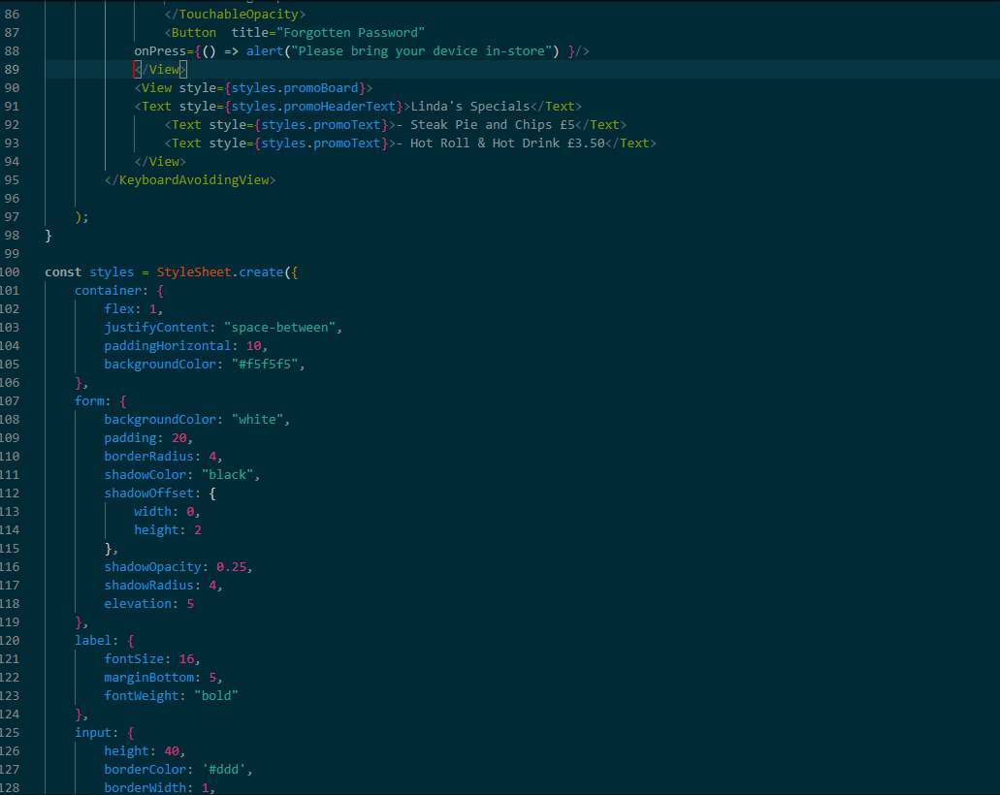 86 </TouchableOpacity>
87 <Button  title="Forgotten Password"
88 onPress={() => alert("Please bring your device in-store") }/>
89 </View>
90 <View style={styles.promoBoard}>
91 <Text style={styles.promoHeaderText}>Linda's Specials</Text>
92 <Text style={styles.promoText}>- Steak Pie and Chips £5</Text>
93 <Text style={styles.promoText}>- Hot Roll & Hot Drink £3.50</Text>
94 </View>
95 </KeyboardAvoidingView>
96
97 );
98 }
99
100 const styles = StyleSheet.create({
101 container: {
102 flex: 1,
103 justifyContent: "space-between",
104 paddingHorizontal: 10,
105 backgroundColor: "#f5f5f5",
106 },
107 form: {
108 backgroundColor: "white",
109 padding: 20,
110 borderRadius: 4,
111 shadowColor: "black",
112 shadowOffset: {
113 width: 0,
114 height: 2
115 },
116 shadowOpacity: 0.25,
117 shadowRadius: 4,
118 elevation: 5
119 },
120 label: {
121 fontSize: 16,
122 marginBottom: 5,
123 fontWeight: "bold"
124 },
125 input: {
126 height: 40,
127 borderColor: '#ddd',
128 borderWidth: 1,